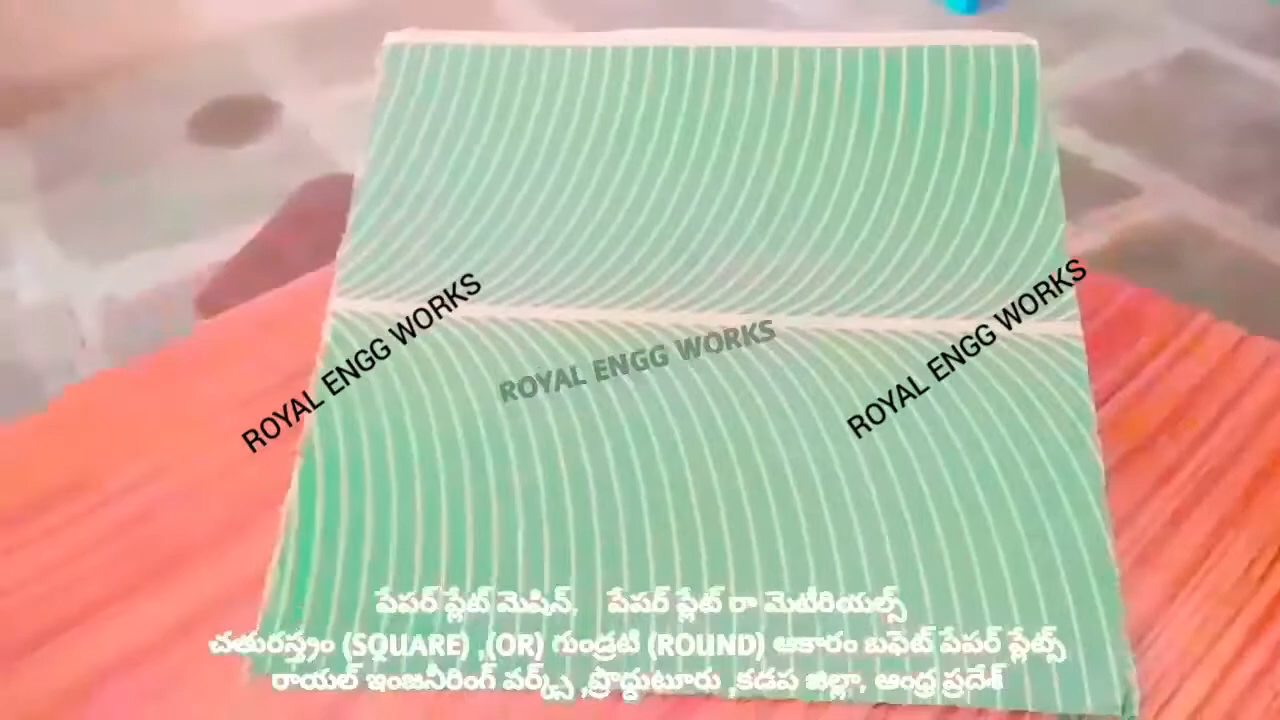 ROYAL ENGG WORKS
ROYAL ENGG WORKS
ROYAL ENGG WORKS
పేపర్ ప్లేట్ మెషిన్, పేపర్ ప్లేట్ రా మెటీరియల్స్
చతురస్త్రం (SQUARE) ,(OR) గుండ్రటి (ROUND) ఆకారం బఫెట్ పేపర్ ప్లేట్స్
రాయల్ ఇంజనీరింగ్ వర్క్స్ ,ప్రొద్దుటూరు ,కడప జిల్లా, ఆంధ్ర ప్రదేశ్